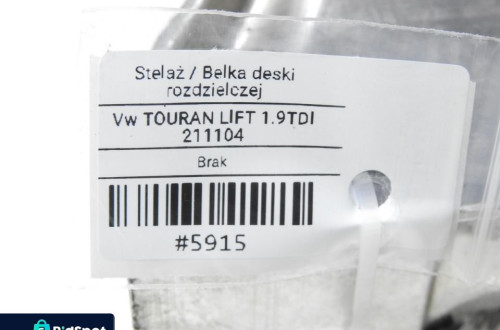 Stelaż / Belka deski
rozdzielczej
Vw TOURAN LIFT 1.9TDI
211104
Brak
#5915